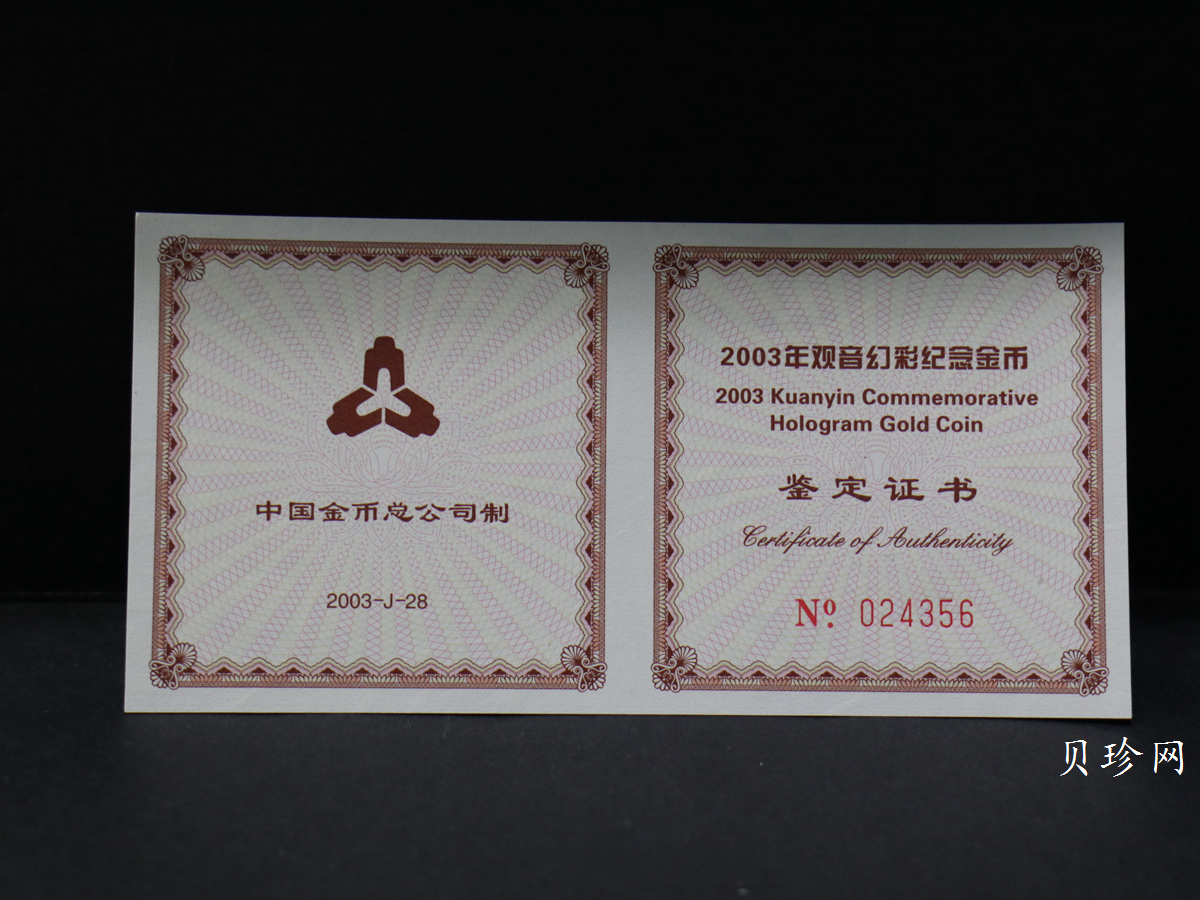 中国金币总公司制
2003-J-28
2003年观音幻彩纪念金币
2003 Kuanyin Commemorative
Hologram Gold Coin
鉴定证书
Certificate of Authenticity
Nº 024356
贝珍网